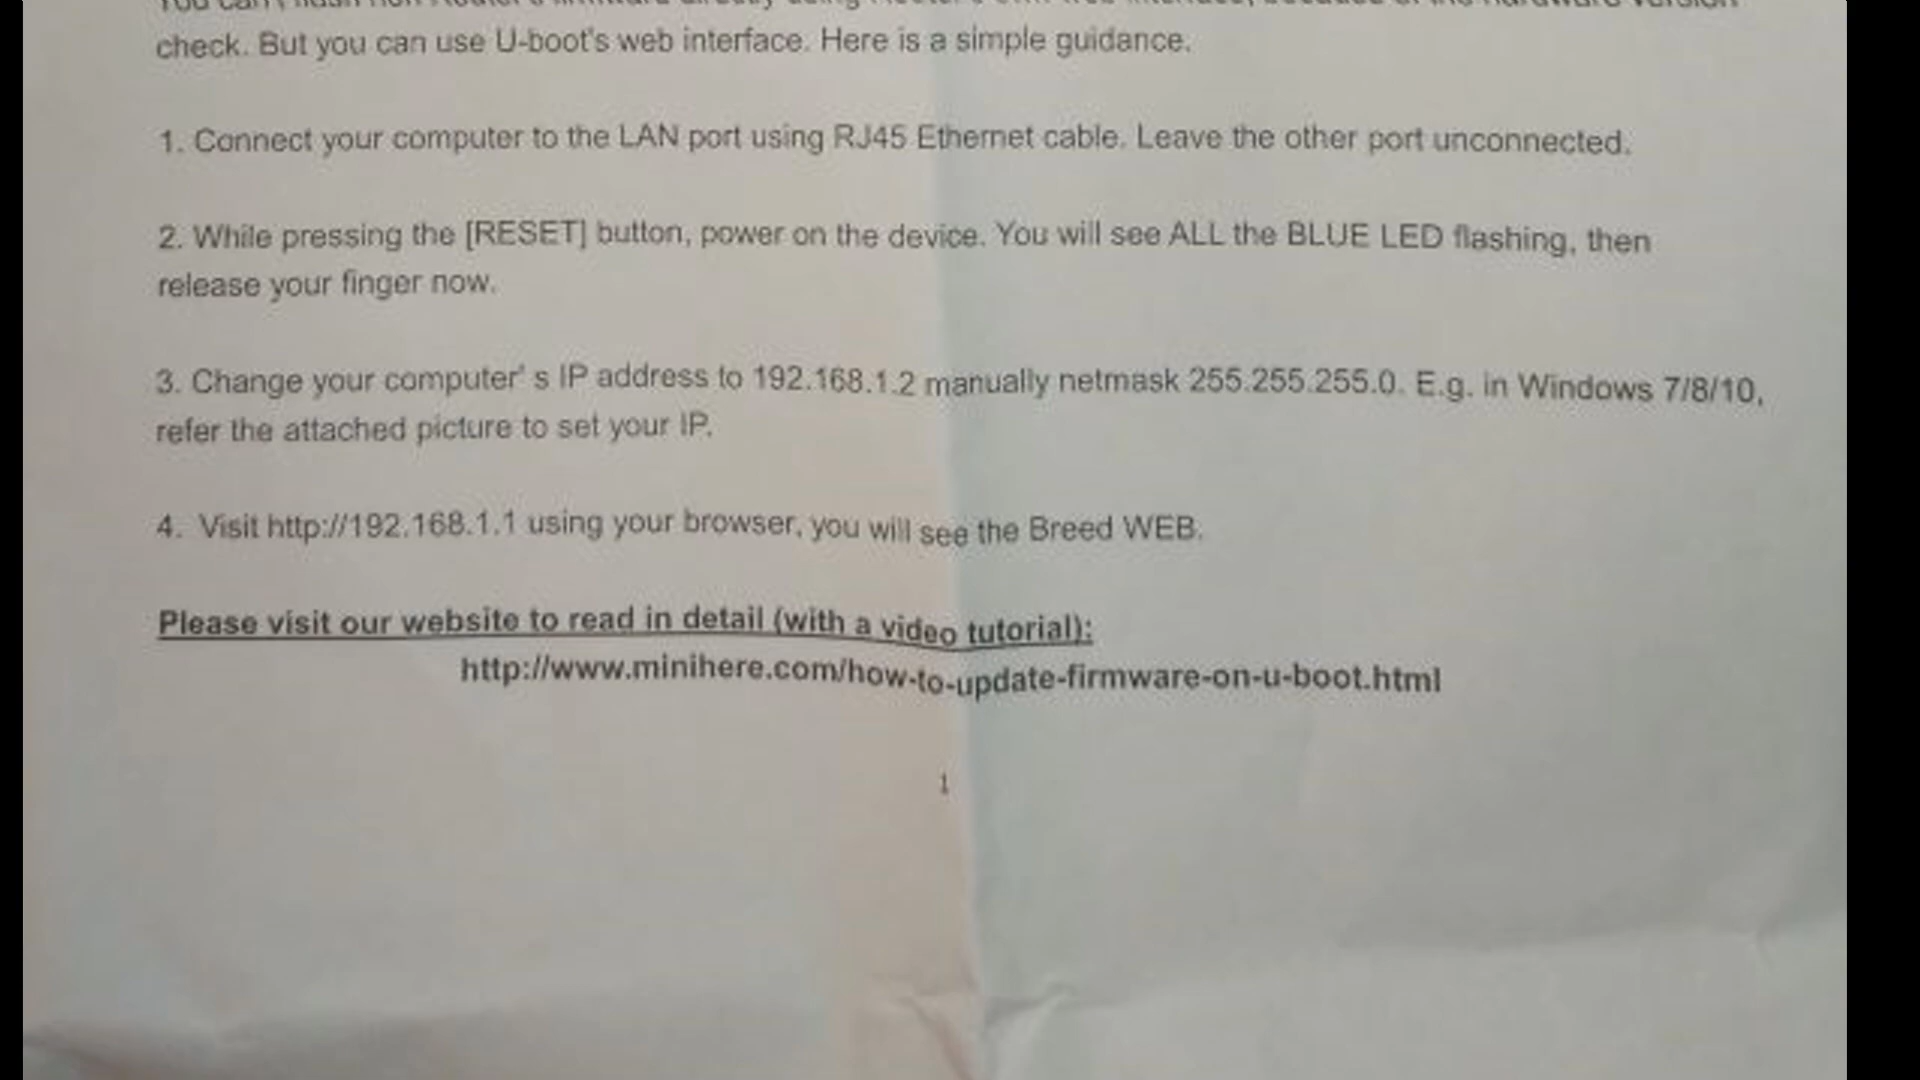 check. But you can use U-boot's web interface. Here is a simple guidance.
1. Connect your computer to the LAN port using RJ45 Ethernet cable. Leave the other port unconnected.
2. While pressing the [RESET] button, power on the device. You will see ALL the BLUE LED flashing, then
release your finger now.
3. Change your computer' s IP address to 192.168.1.2 manually netmask 255.255.255.0. E.g. in Windows 7/8/10,
refer the attached picture to set your IP.
4. Visit http://192.168.1.1 using your browser, you will see the Breed WEB.
Please visit our website to read in detail (with a video tutorial):
http://www.minihere.com/how-to-update-firmware-on-u-boot.html
1